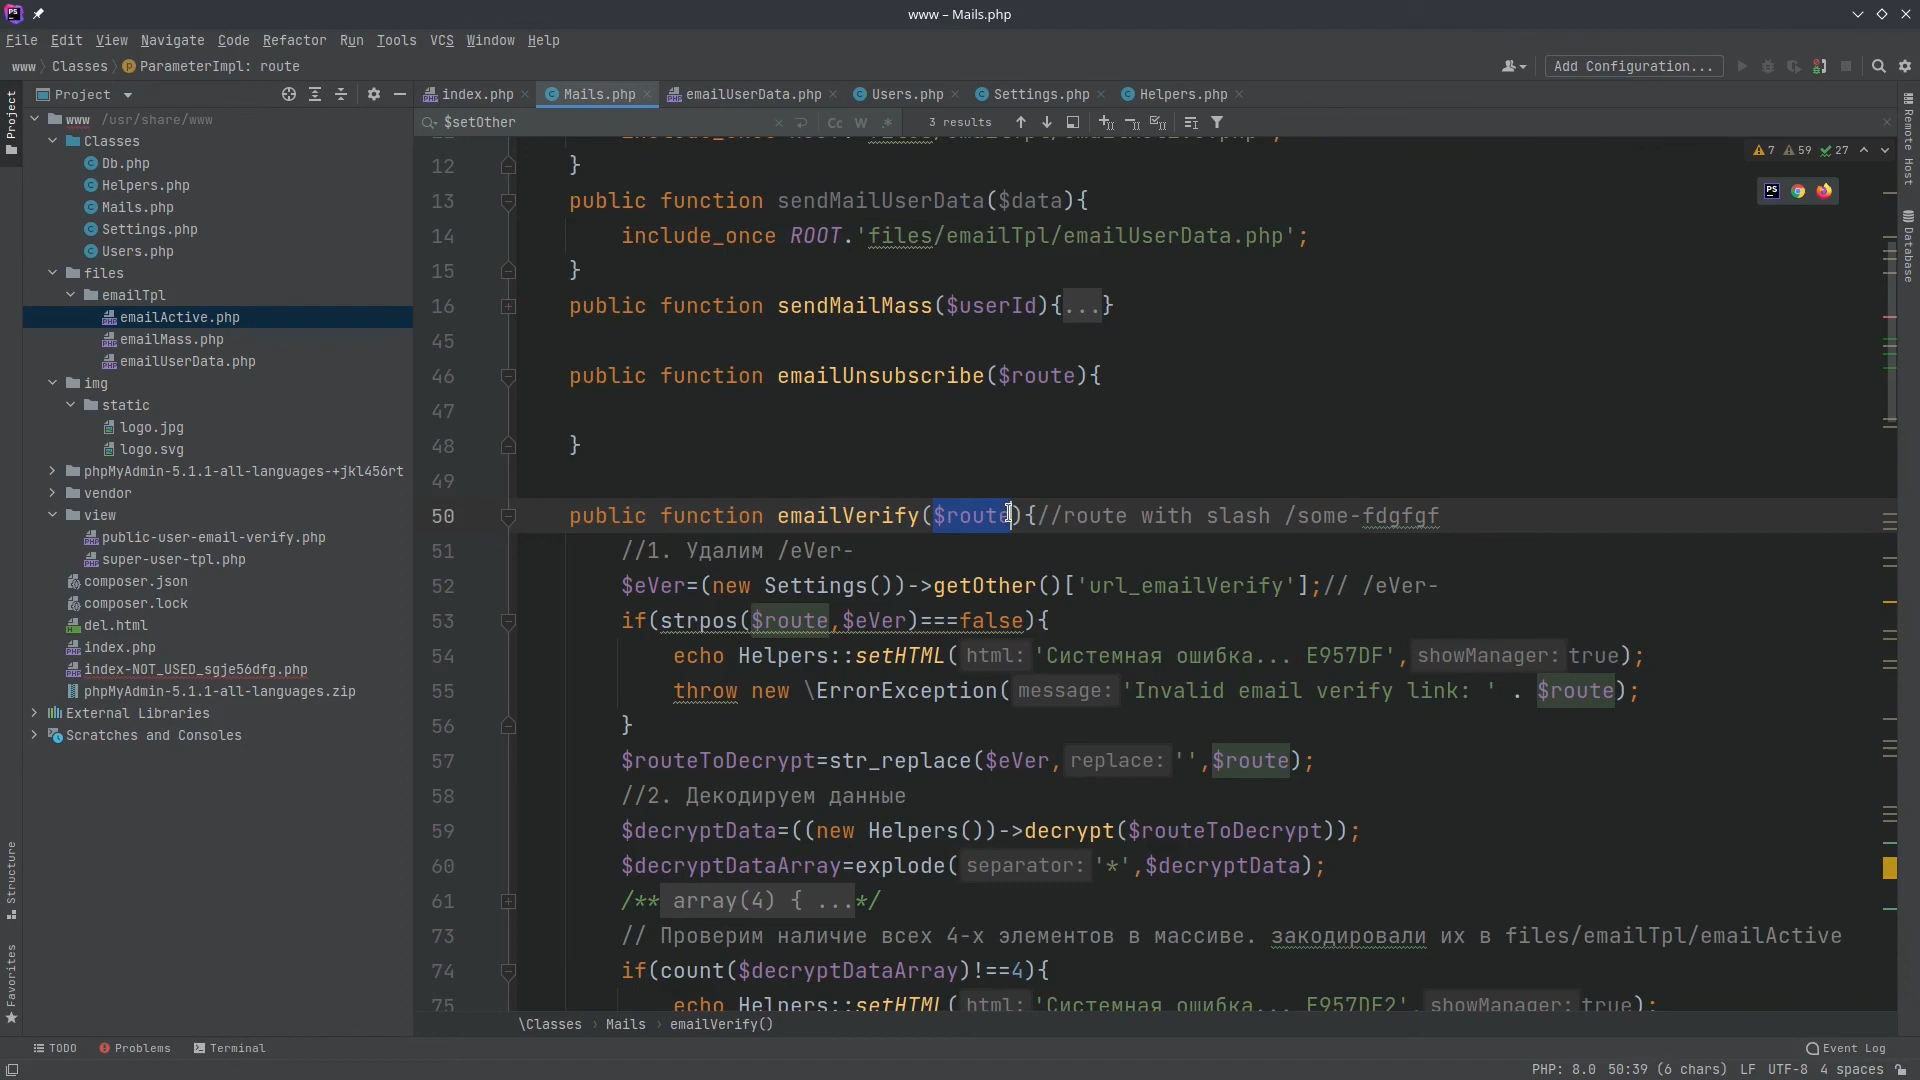 PS
www – Mails.php
File Edit View Navigate Code Refactor Run Tools VCS Window Help
www Classes ParameterImpl: route
Add Configuration...
Project
index.php Mails.php emailUserData.php Users.php Settings.php Helpers.php
$setOther
Cc W .* 3 results
Project
www /usr/share/www
Classes
Db.php
Helpers.php
Mails.php
Settings.php
Users.php
files
emailTpl
emailActive.php
emailMass.php
emailUserData.php
img
static
logo.jpg
logo.svg
phpMyAdmin-5.1.1-all-languages-+jkl456rt
vendor
view
public-user-email-verify.php
super-user-tpl.php
composer.json
composer.lock
del.html
index.php
index-NOT_USED_sgje56dfg.php
phpMyAdmin-5.1.1-all-languages.zip
External Libraries
Scratches and Consoles
Structure
Favorites
7 59 27
PS
12 }
13 public function sendMailUserData($data){
14 include_once ROOT.'files/emailTpl/emailUserData.php';
15 }
16 public function sendMailMass($userId){...}
45
46 public function emailUnsubscribe($route){
47
48 }
49
50 public function emailVerify($route){//route with slash /some-fdgfgf
51 //1. Удалим /eVer-
52 $eVer=(new Settings())->getOther()['url_emailVerify'];// /eVer-
53 if(strpos($route,$eVer)===false){
54 echo Helpers::setHTML( html: 'Системная ошибка... E957DF', showManager: true);
55 throw new \ErrorException( message: 'Invalid email verify link: ' . $route);
56 }
57 $routeToDecrypt=str_replace($eVer, replace: '',$route);
58 //2. Декодируем данные
59 $decryptData=((new Helpers())->decrypt($routeToDecrypt));
60 $decryptDataArray=explode( separator: '*',$decryptData);
61 /** array(4) { ...*/
73 // Проверим наличие всех 4-х элементов в массиве. закодировали их в files/emailTpl/emailActive
74 if(count($decryptDataArray)!==4){
75 echo Helpers::setHTML( html: 'Системная ошибка... E957DF2', showManager: true);
Remote Host
Database
\Classes Mails emailVerify()
TODO Problems Terminal
Event Log
PHP: 8.0 50:39 (6 chars) LF UTF-8 4 spaces